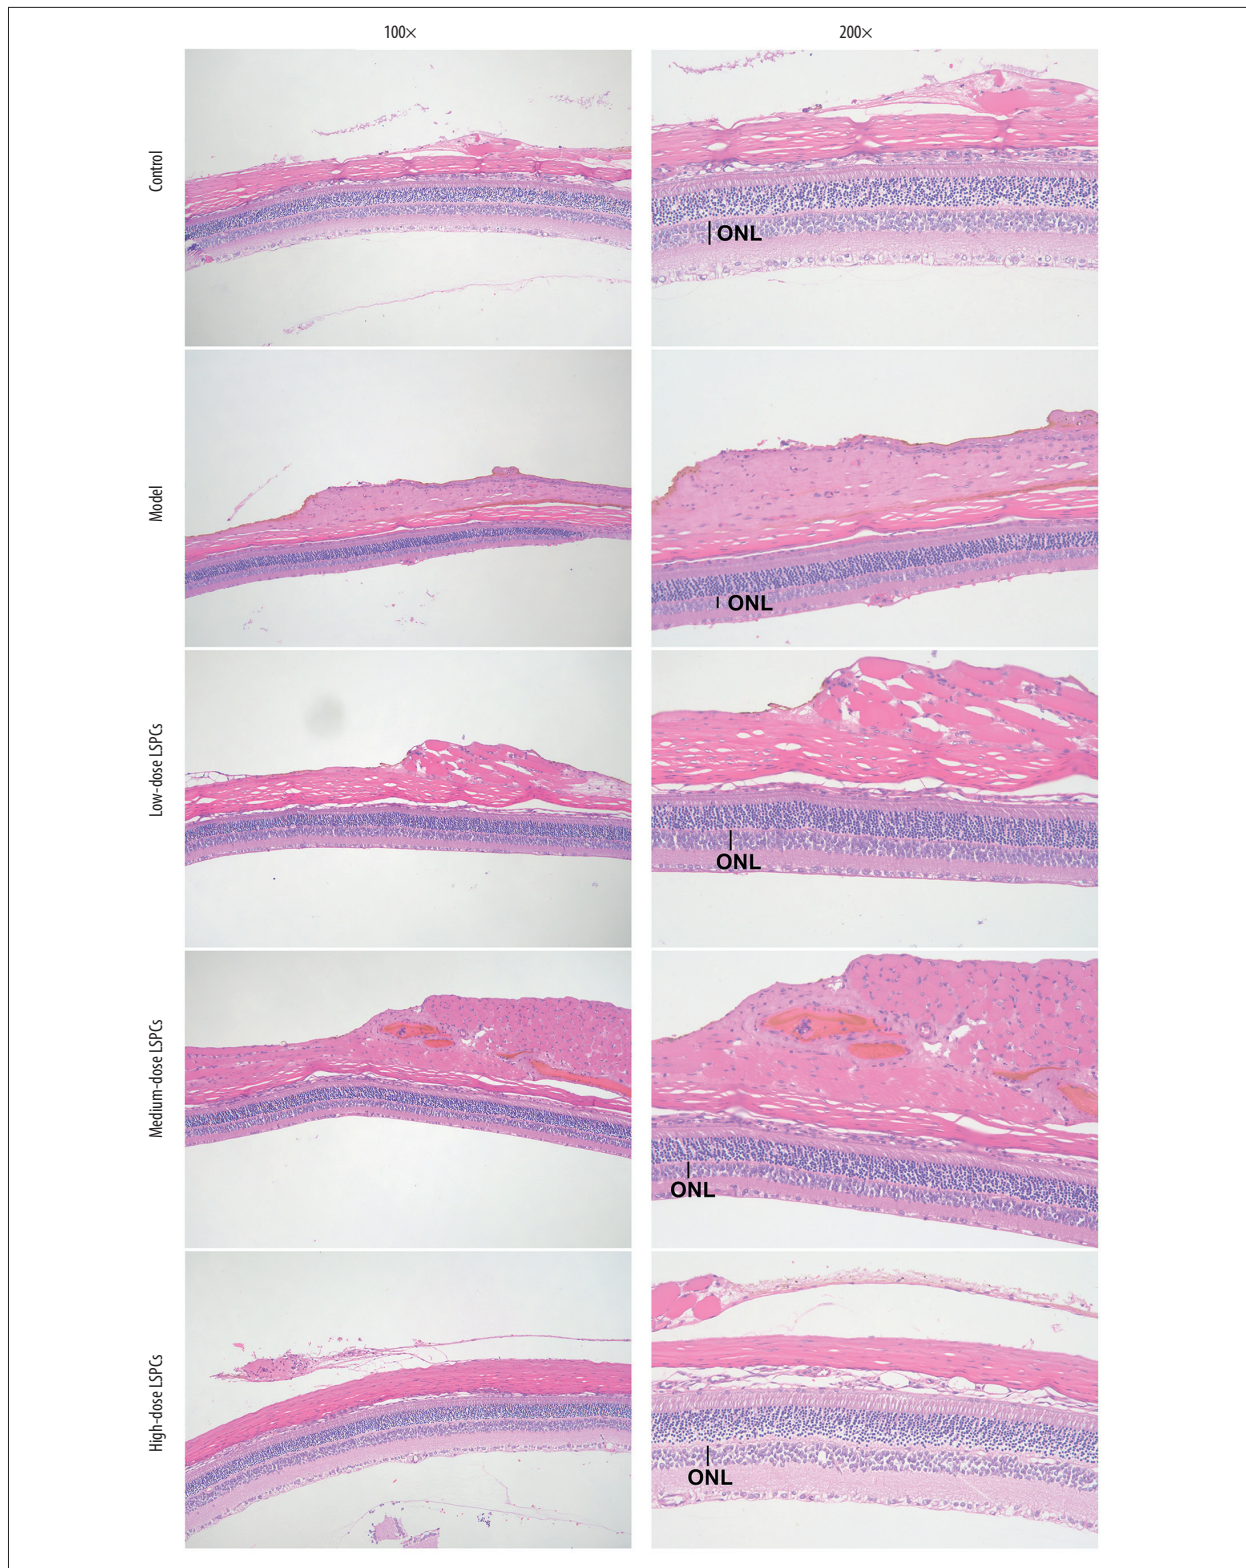 100×
200×
Control
ONL
Model
ONL
Low-dose LSPCs
ONL
Medium-dose LSPCs
ONL
High-dose LSPCs
ONL